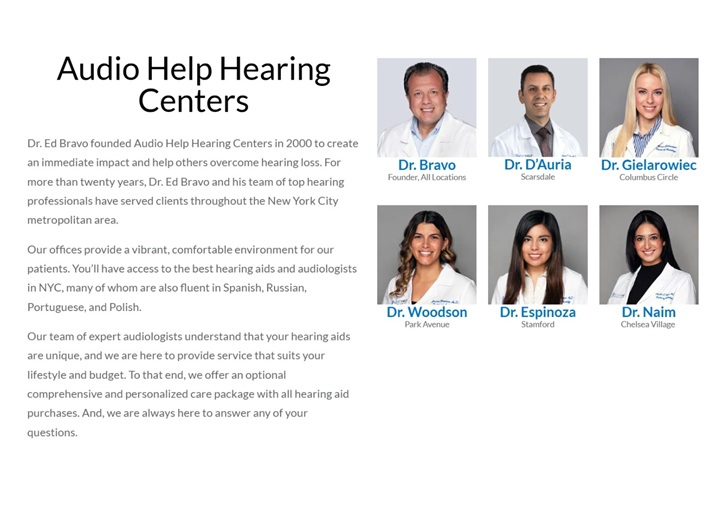 Audio Help Hearing
Centers
Dr. Ed Bravo founded Audio Help Hearing Centers in 2000 to create
an immediate impact and help others overcome hearing loss. For
more than twenty years, Dr. Ed Bravo and his team of top hearing
professionals have served clients throughout the New York City
metropolitan area.
Our offices provide a vibrant, comfortable environment for our
patients. You'll have access to the best hearing aids and audiologists
in NYC, many of whom are also fluent in Spanish, Russian,
Portuguese, and Polish.
Our team of expert audiologists understand that your hearing aids
are unique, and we are here to provide service that suits your
lifestyle and budget. To that end, we offer an optional
comprehensive and personalized care package with all hearing aid
purchases. And, we are always here to answer any of your
questions.
Dr. Bravo
Founder, All Locations
Dr. D'Auria
Scarsdale
Dr. Gielarowiec
Columbus Circle
Dr. Woodson
Park Avenue
Dr. Espinoza
Stamford
Dr. Naim
Chelsea Village